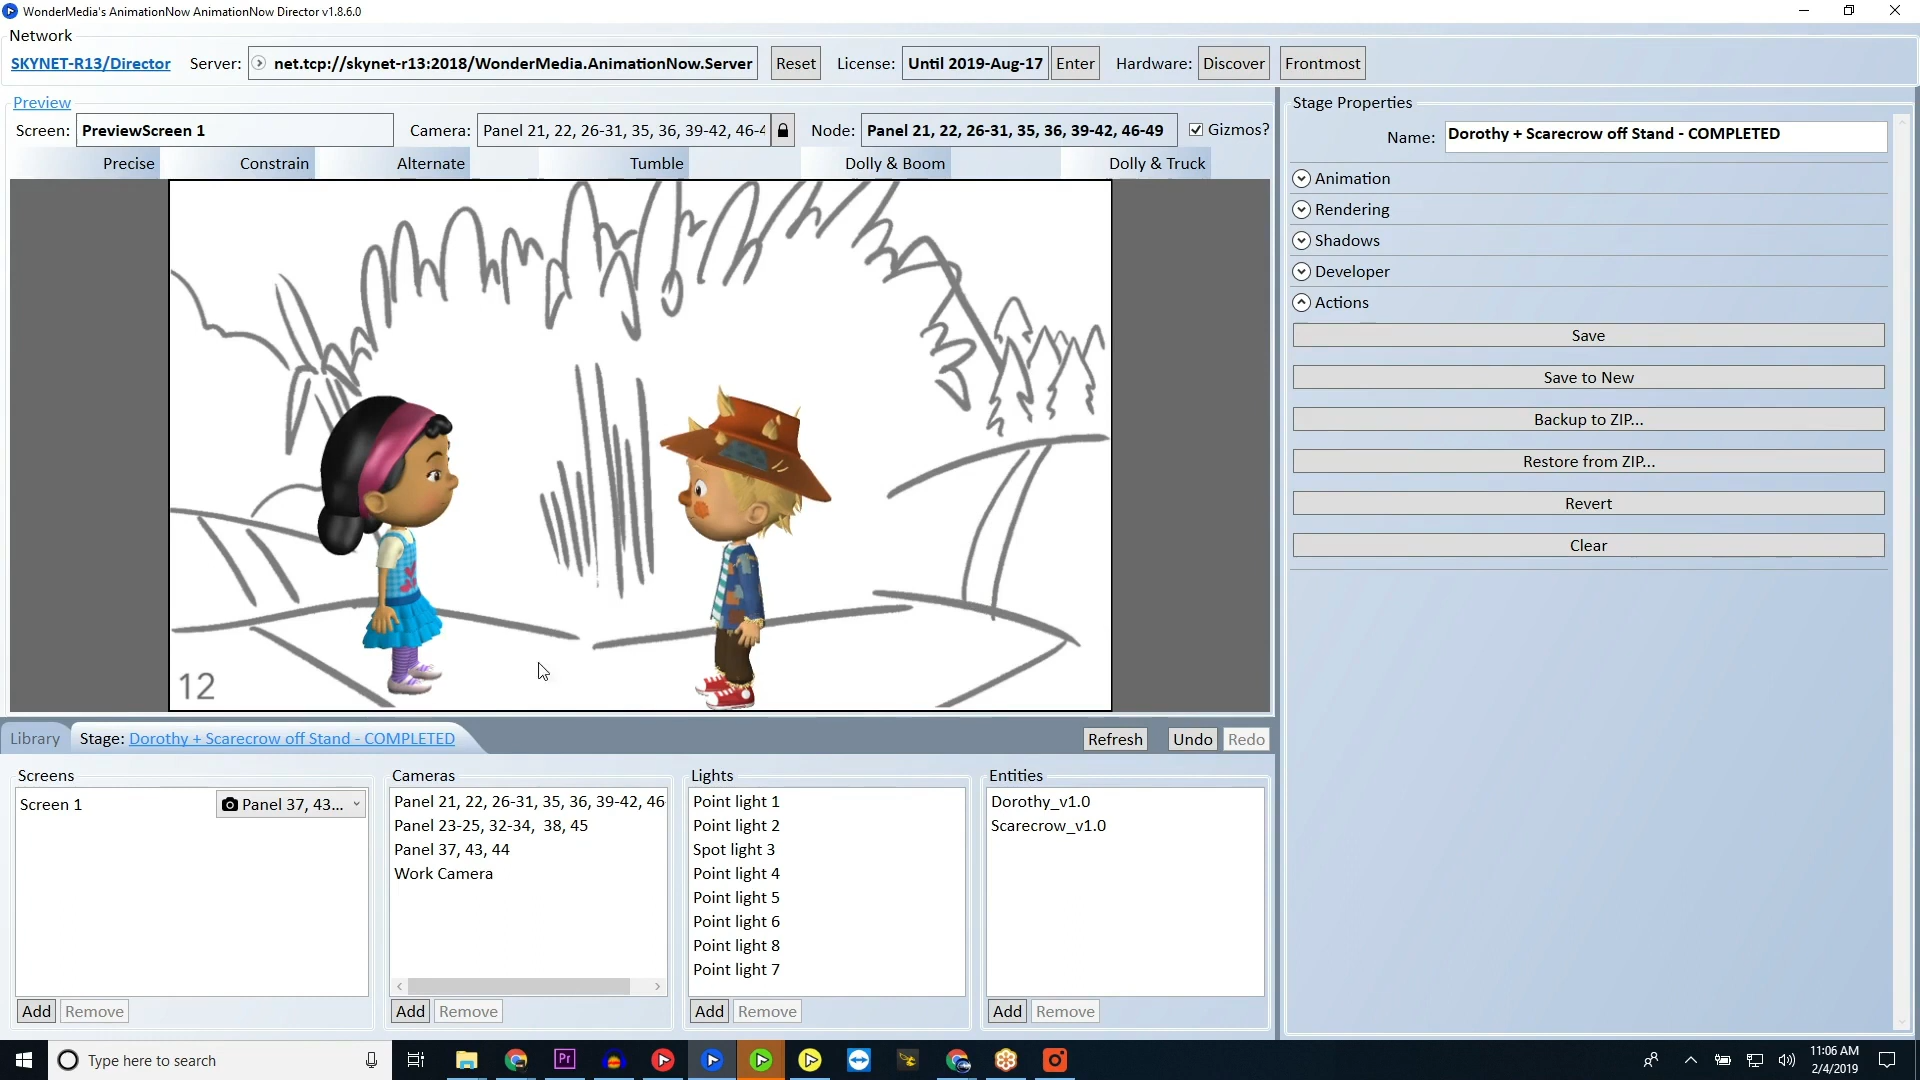 WonderMedia's AnimationNow AnimationNow Director v1.8.6.0
Network
SKYNET-R13/Director Server: net.tcp://skynet-r13:2018/WonderMedia.AnimationNow.Server Reset License: Until 2019-Aug-17 Enter Hardware: Discover Frontmost
Preview
Screen: PreviewScreen 1 Camera: Panel 21, 22, 26-31, 35, 36, 39-42, 46-4 Node: Panel 21, 22, 26-31, 35, 36, 39-42, 46-49 Gizmos?
Precise Constrain Alternate Tumble Dolly & Boom Dolly & Truck
12
Stage Properties
Name: Dorothy + Scarecrow off Stand - COMPLETED
Animation
Rendering
Shadows
Developer
Actions
Save
Save to New
Backup to ZIP...
Restore from ZIP...
Revert
Clear
Library Stage: Dorothy + Scarecrow off Stand - COMPLETED Refresh Undo Redo
Screens
Screen 1 Panel 37, 43...
Add Remove
Cameras
Panel 21, 22, 26-31, 35, 36, 39-42, 46
Panel 23-25, 32-34, 38, 45
Panel 37, 43, 44
Work Camera
Add Remove
Lights
Point light 1
Point light 2
Spot light 3
Point light 4
Point light 5
Point light 6
Point light 8
Point light 7
Add Remove
Entities
Dorothy_v1.0
Scarecrow_v1.0
Add Remove
Type here to search
Pr
11:06 AM
2/4/2019